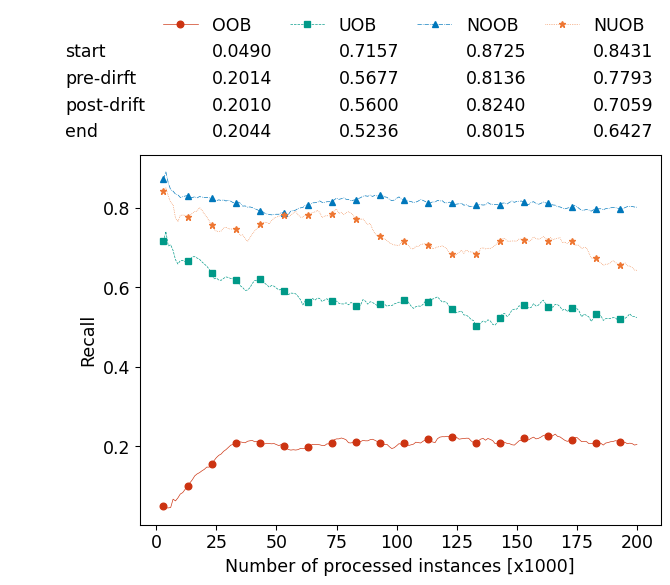 OOB UOB NOOB NUOB
start 0.0490 0.7157 0.8725 0.8431
pre-dirft 0.2014 0.5677 0.8136 0.7793
post-drift 0.2010 0.5600 0.8240 0.7059
end 0.2044 0.5236 0.8015 0.6427
0.8
0.6
0.4
0.2
Recall
0 25 50 75 100 125 150 175 200
Number of processed instances [x1000]